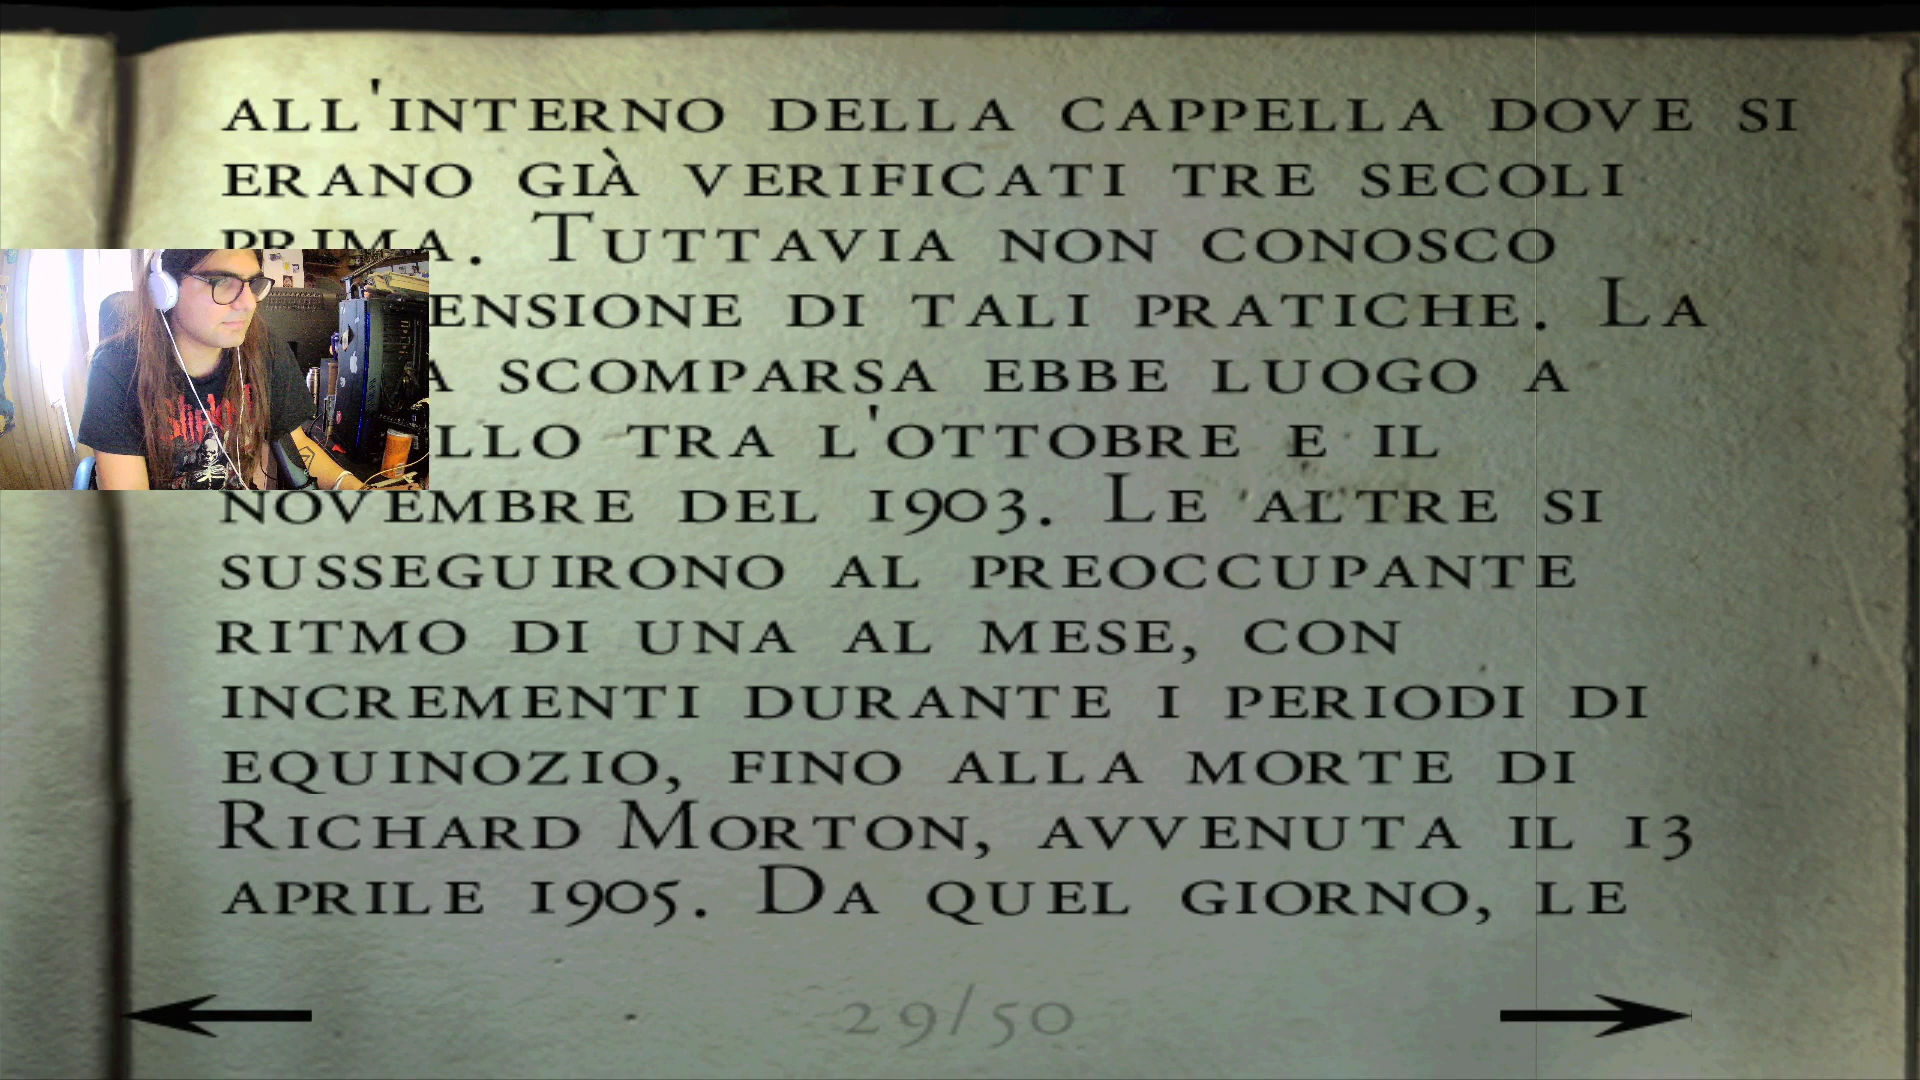 all'interno della cappella dove si
erano già verificati tre secoli
prima. Tuttavia non conosco
di tali pratiche. La
scomparsa ebbe luogo a
tra l'ottobre e il
novembre del 1903. Le altre si
susseguirono al preoccupante
ritmo di una al mese, con
incrementi durante i periodi di
equinozio, fino alla morte di
Richard Morton, avvenuta il 13
aprile 1905. Da quel giorno, le
29/50